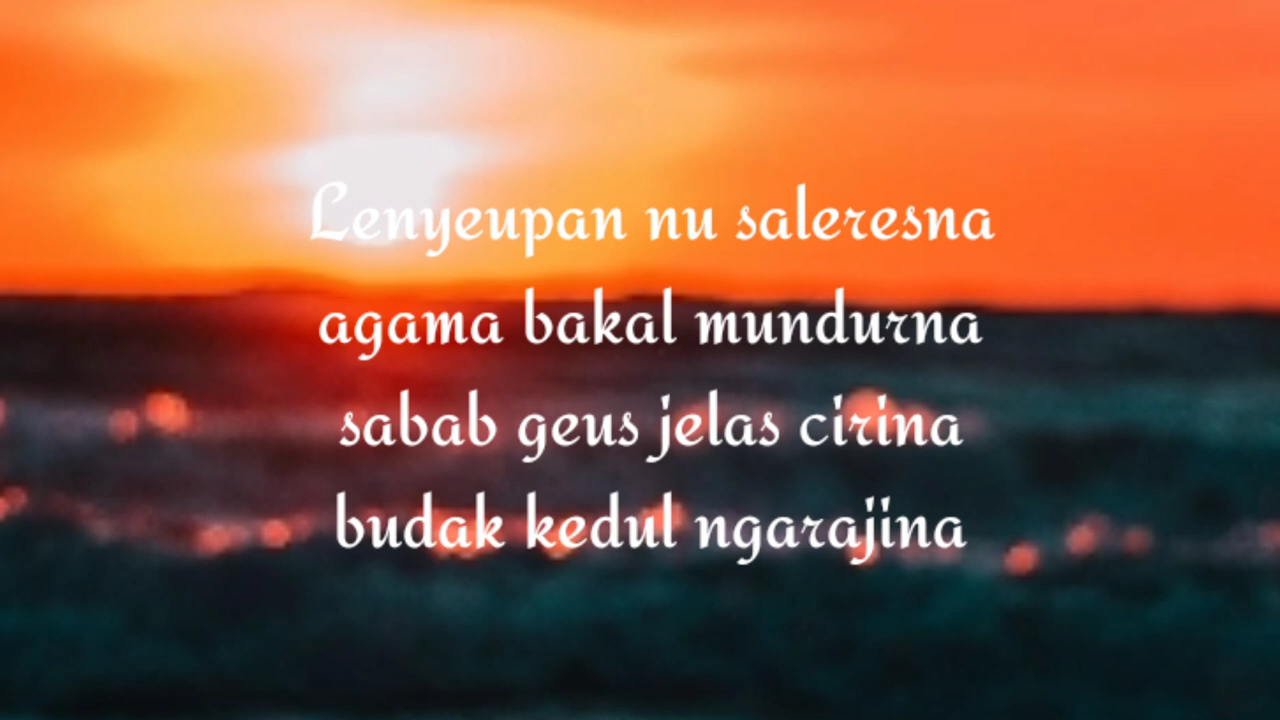 Lenyeupan nu saleresna
agama bakal mundurna
sabab geus jelas cirina
budak kedul ngarajina